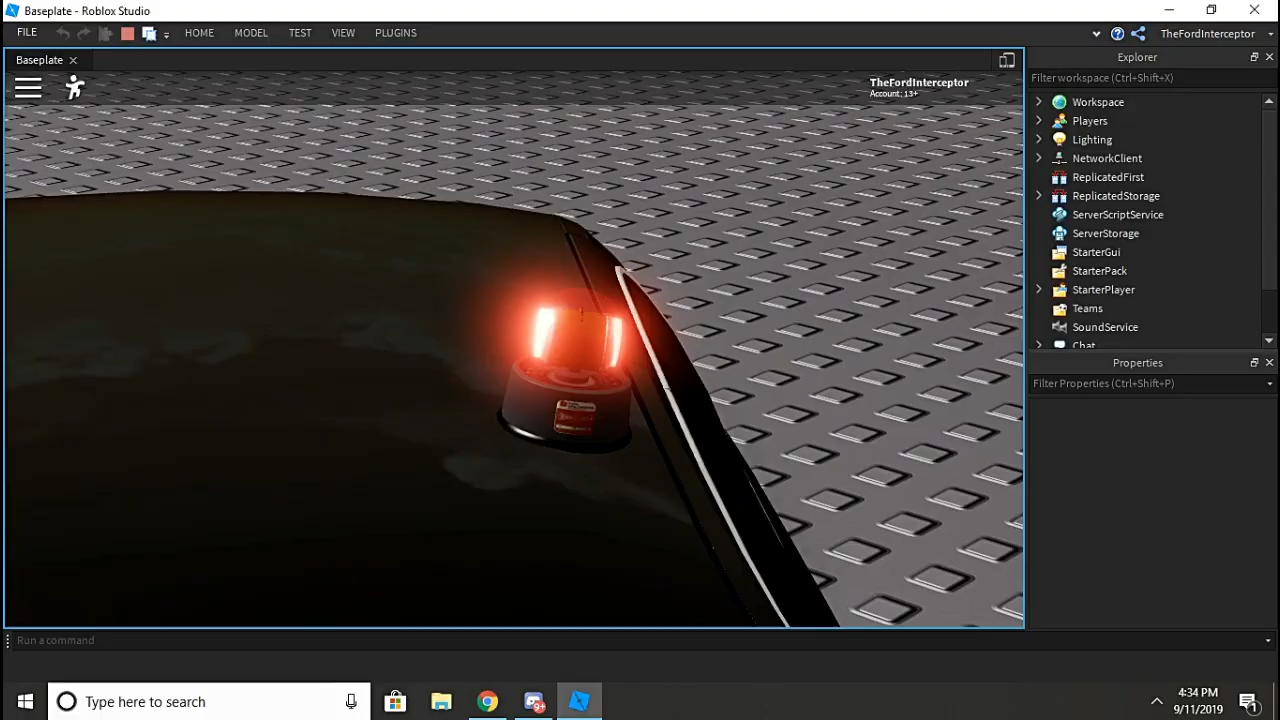 Baseplate - Roblox Studio
FILE HOME MODEL TEST VIEW PLUGINS TheFordInterceptor
Baseplate
TheFordInterceptor
Account: 13+
Explorer
Filter workspace (Ctrl+Shift+X)
Workspace
Players
Lighting
NetworkClient
ReplicatedFirst
ReplicatedStorage
ServerScriptService
ServerStorage
StarterGui
StarterPack
StarterPlayer
Teams
SoundService
Chat
Properties
Filter Properties (Ctrl+Shift+P)
Run a command
Type here to search
9+
4:34 PM
9/11/2019
1